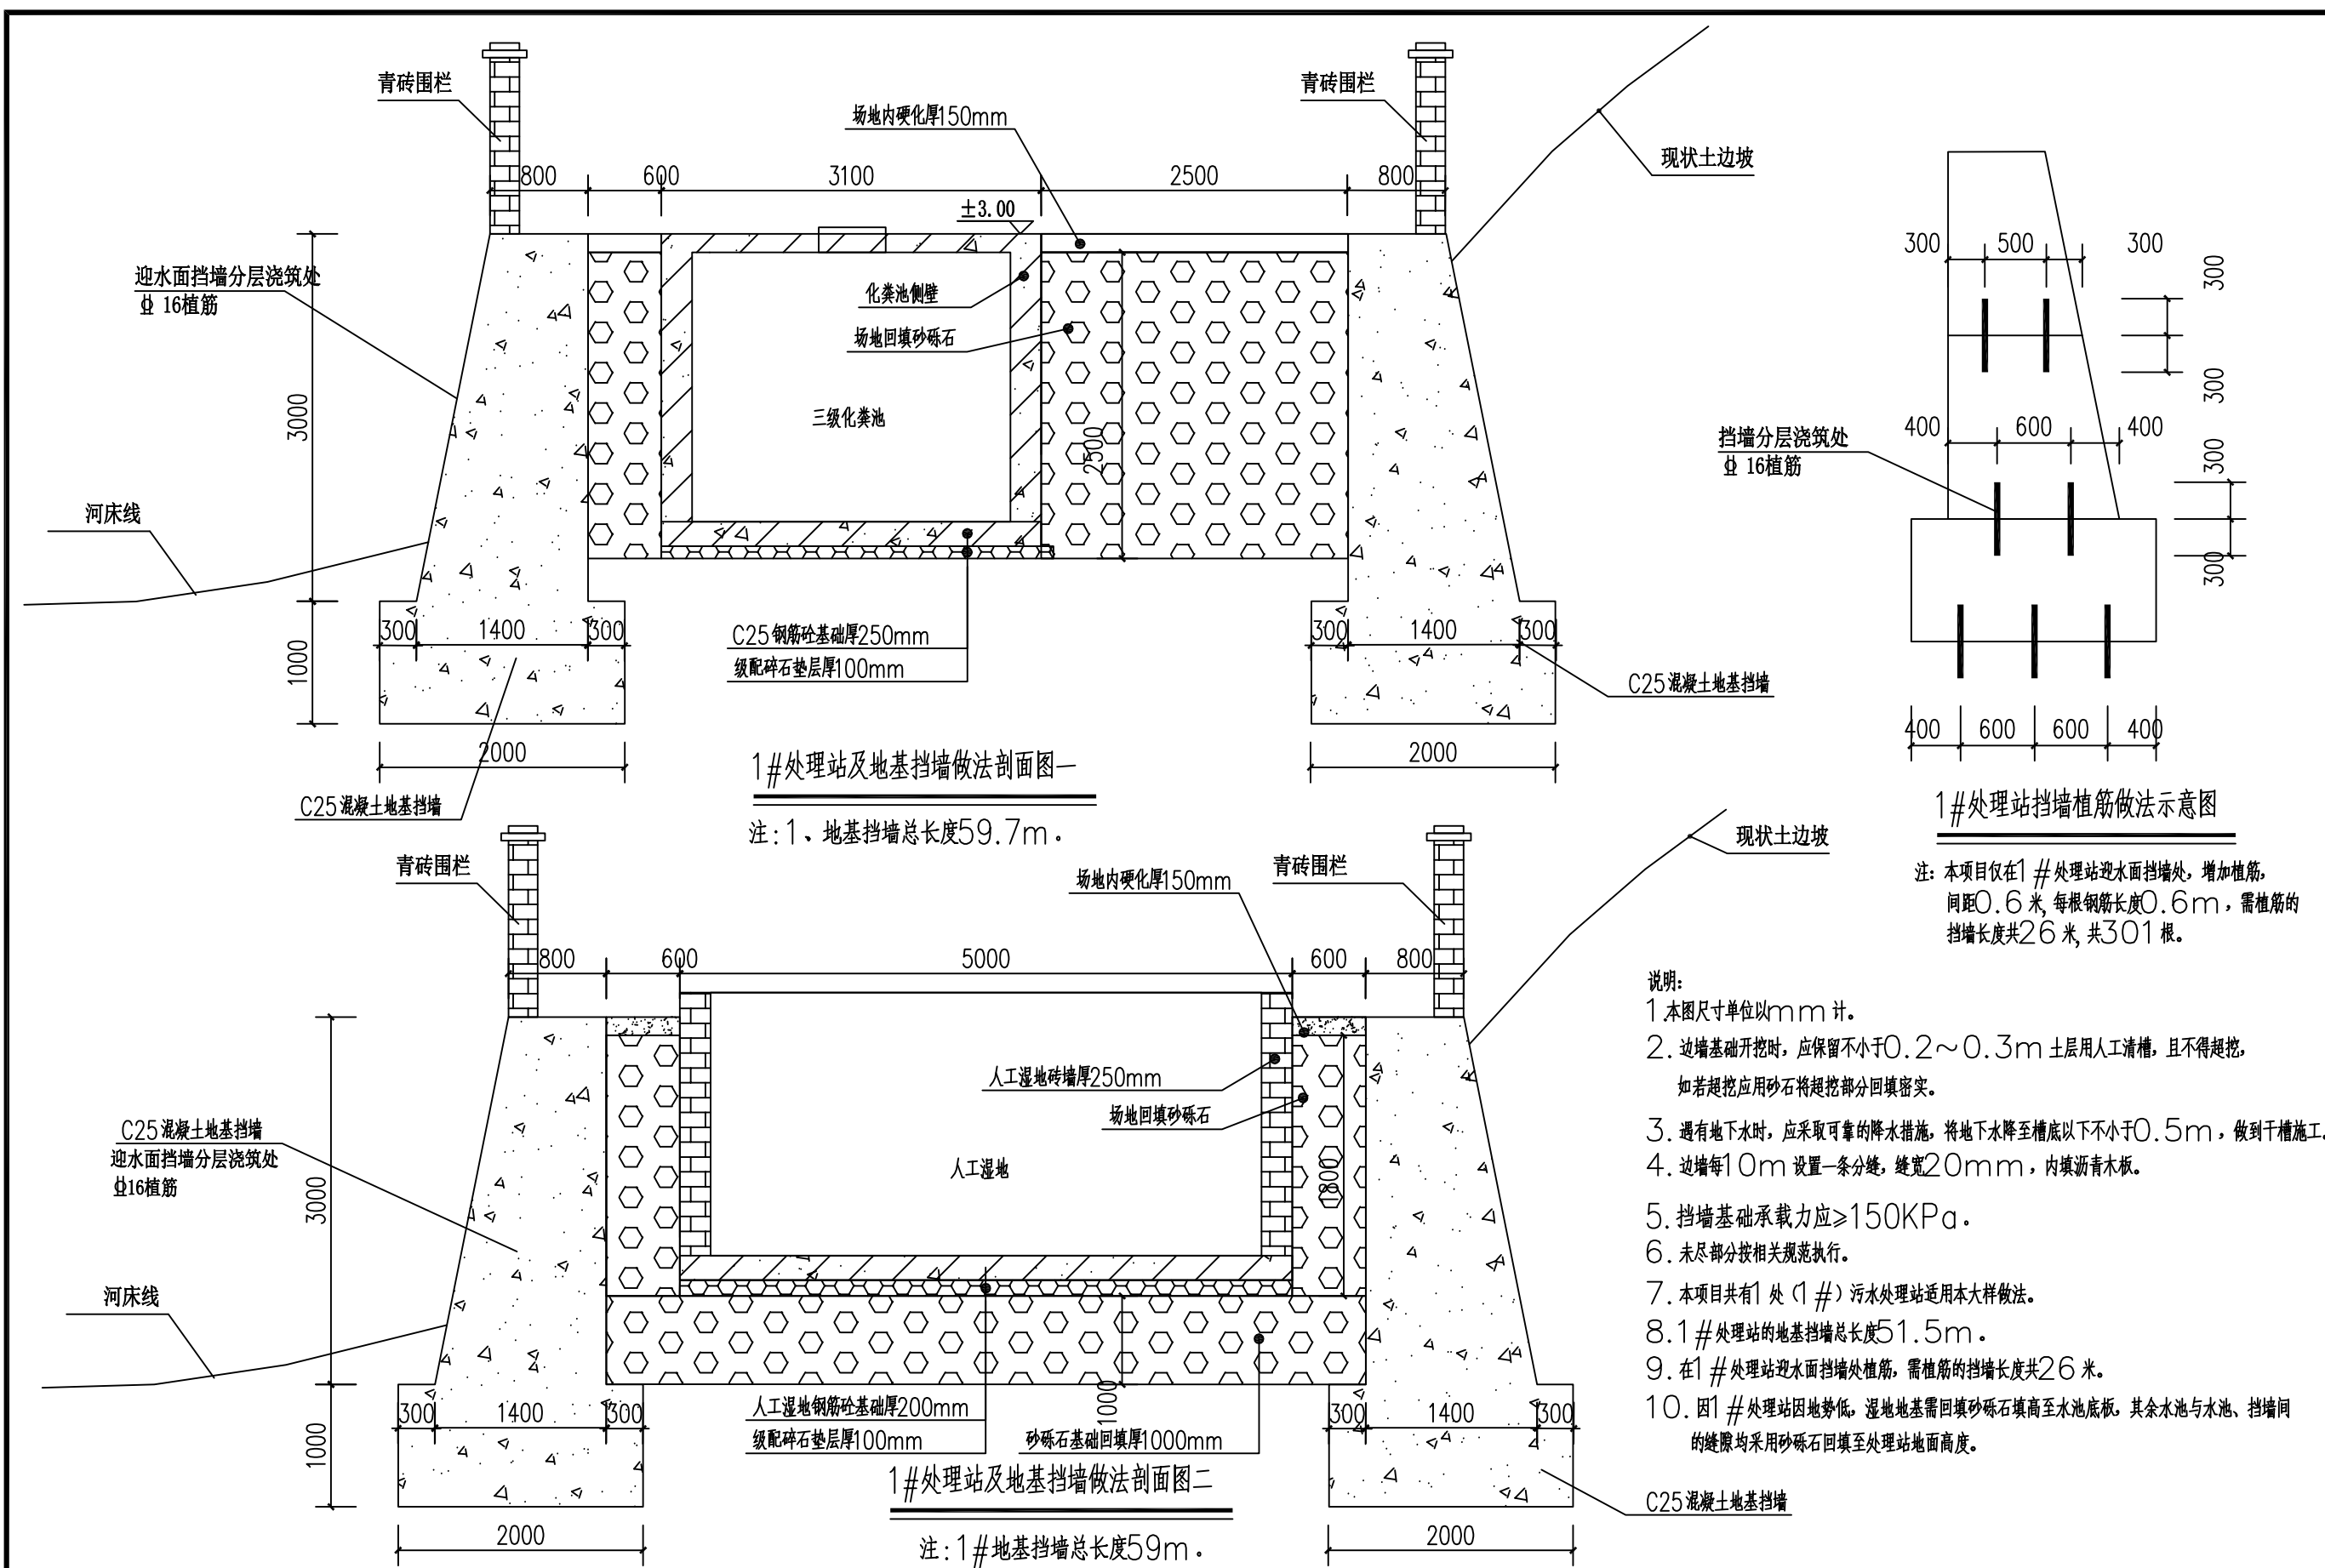 青砖围栏
青砖围栏
场地内硬化厚150mm
现状土边坡
800
600
3100
2500
800
±3.00
迎水面挡墙分层浇筑处
⏀ 16植筋
化粪池侧壁
场地回填砂砾石
三级化粪池
2500
3000
河床线
300
1400
300
1000
2000
C25钢筋砼基础厚250mm
级配碎石垫层厚100mm
300
1400
300
2000
C25混凝土地基挡墙
C25混凝土地基挡墙
1#处理站及地基挡墙做法剖面图一
注:1、地基挡墙总长度59.7m。
300
500
300
300
300
400
600
400
300
300
挡墙分层浇筑处
⏀ 16植筋
400
600
600
400
1#处理站挡墙植筋做法示意图
注: 本项目仅在1#处理站迎水面挡墙处, 增加植筋,
间距0.6米, 每根钢筋长度0.6m, 需植筋的
挡墙长度共26米, 共301根。
青砖围栏
青砖围栏
场地内硬化厚150mm
现状土边坡
800
600
5000
600
800
人工湿地砖墙厚250mm
场地回填砂砾石
人工湿地
1800
C25混凝土地基挡墙
迎水面挡墙分层浇筑处
⏀16植筋
3000
河床线
300
1400
300
1000
2000
人工湿地钢筋砼基础厚200mm
级配碎石垫层厚100mm
砂砾石基础回填厚1000mm
1000
300
1400
300
2000
C25混凝土地基挡墙
1#处理站及地基挡墙做法剖面图二
注:1#地基挡墙总长度59m。
说明:
1.本图尺寸单位以mm计。
2. 边墙基础开挖时, 应保留不小于0.2~0.3m土层用人工清槽, 且不得超挖,
如若超挖应用砂石将超挖部分回填密实。
3. 遇有地下水时, 应采取可靠的降水措施, 将地下水降至槽底以下不小于0.5m, 做到干槽施工.
4. 边墙每10m设置一条分缝, 缝宽20mm, 内填沥青木板。
5. 挡墙基础承载力应≥150KPa。
6. 未尽部分按相关规范执行。
7. 本项目共有1处（1#）污水处理站适用本大样做法。
8.1#处理站的地基挡墙总长度51.5m。
9. 在1#处理站迎水面挡墙处植筋, 需植筋的挡墙长度共26米。
10. 因1#处理站因地势低, 湿地地基需回填砂砾石填高至水池底板, 其余水池与水池、挡墙间
的缝隙均采用砂砾石回填至处理站地面高度。